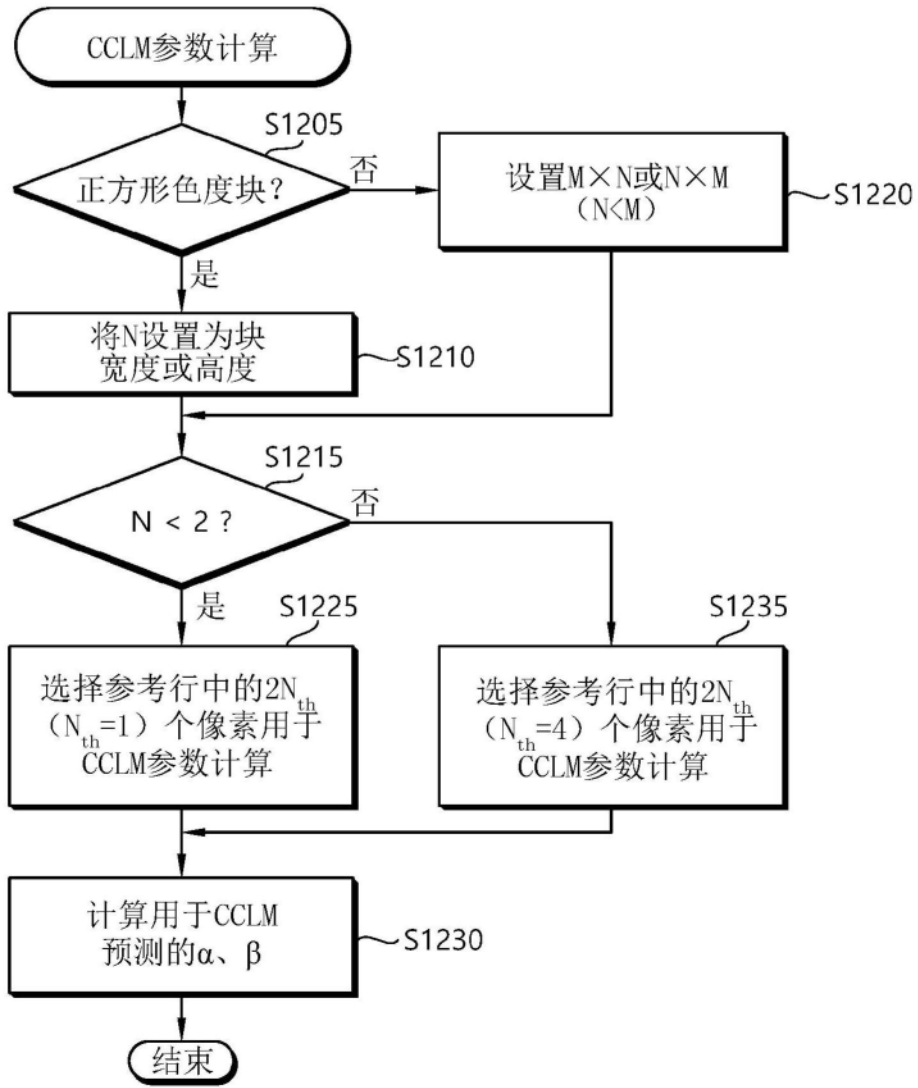 CCLM参数计算
S1205
正方形色度块？
否
设置M×N或N×M
（N<M）
S1220
是
将N设置为块
宽度或高度
S1210
S1215
N < 2 ?
否
是
S1225
选择参考行中的2Nth
（Nth=1）个像素用于
CCLM参数计算
S1235
选择参考行中的2Nth
（Nth=4）个像素用于
CCLM参数计算
计算用于CCLM
预测的α、β
S1230
结束